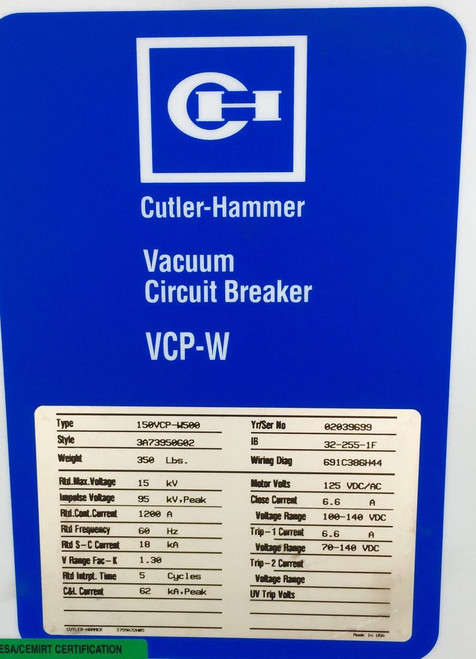 CH
Cutler-Hammer
Vacuum
Circuit Breaker
VCP-W
Type 150VCP-W500
Style 3A73950G02
Weight 350 Lbs.
Rtd.Max.Voltage 15 kV
Impulse Voltage 95 kV,Peak
Rtd.Cont.Current 1200 A
Rtd Frequency 60 Hz
Rtd S-C Current 18 kA
V Range Fac-K 1.30
Rtd Intrpt. Time 5 Cycles
C&L Current 62 kA,Peak
CUTLER-HAMMER
Yr/Ser No 02039699
IB 32-255-1F
Wiring Diag 691C386H44
Motor Volts 125 VDC/AC
Close Current 6.6 A
Voltage Range 100-140 VDC
Trip-1 Current 6.6 A
Voltage Range 70-140 VDC
Trip-2 Current
Voltage Range
UV Trip Volts
Made In USA
ESA/CEMIRT CERTIFICATION